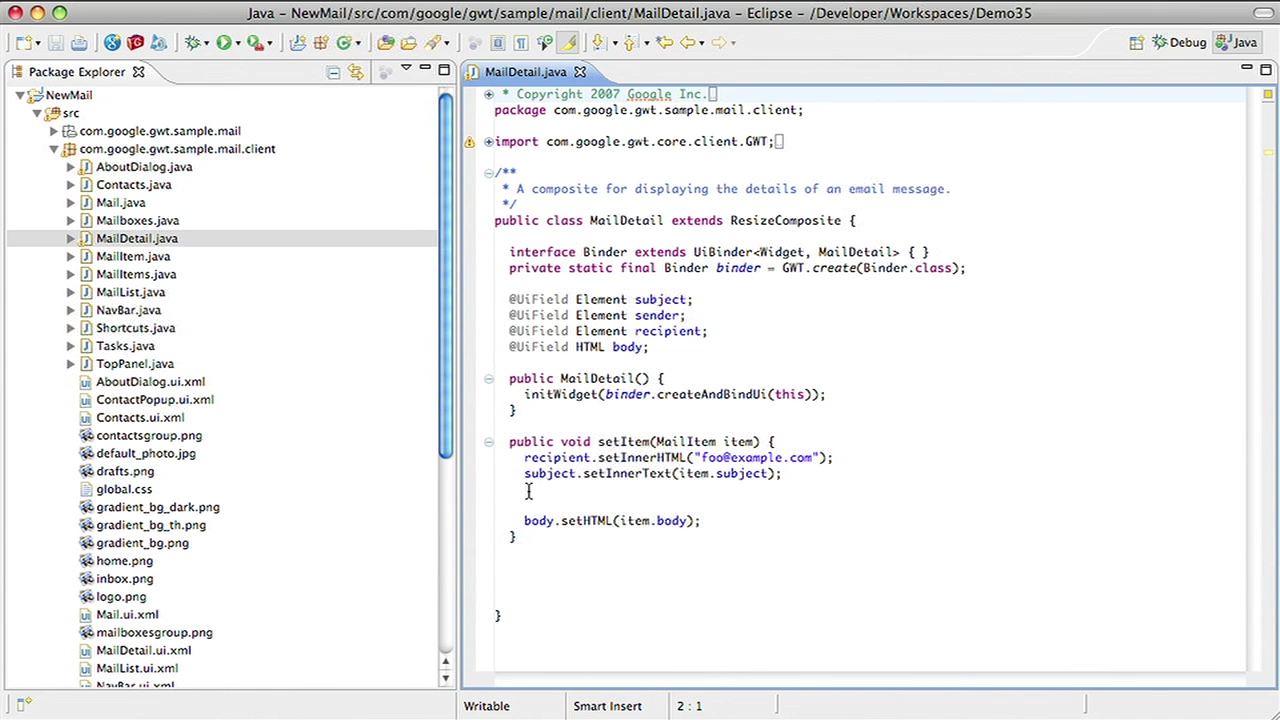 Java – NewMail/src/com/google/gwt/sample/mail/client/MailDetail.java – Eclipse – /Developer/Workspaces/Demo35
Debug
Java
Package Explorer
NewMail
src
com.google.gwt.sample.mail
com.google.gwt.sample.mail.client
AboutDialog.java
Contacts.java
Mail.java
Mailboxes.java
MailDetail.java
MailItem.java
MailItems.java
MailList.java
NavBar.java
Shortcuts.java
Tasks.java
TopPanel.java
AboutDialog.ui.xml
ContactPopup.ui.xml
Contacts.ui.xml
contactsgroup.png
default_photo.jpg
drafts.png
global.css
gradient_bg_dark.png
gradient_bg_th.png
gradient_bg.png
home.png
inbox.png
logo.png
Mail.ui.xml
mailboxesgroup.png
MailDetail.ui.xml
MailList.ui.xml
NavBar.ui.xml
MailDetail.java
* Copyright 2007 Google Inc.
package com.google.gwt.sample.mail.client;
import com.google.gwt.core.client.GWT;
/**
* A composite for displaying the details of an email message.
*/
public class MailDetail extends ResizeComposite {
interface Binder extends UiBinder<Widget, MailDetail> { }
private static final Binder binder = GWT.create(Binder.class);
@UiField Element subject;
@UiField Element sender;
@UiField Element recipient;
@UiField HTML body;
public MailDetail() {
initWidget(binder.createAndBindUi(this));
}
public void setItem(MailItem item) {
recipient.setInnerHTML("foo@example.com");
subject.setInnerText(item.subject);
body.setHTML(item.body);
}
}
Writable
Smart Insert
2 : 1